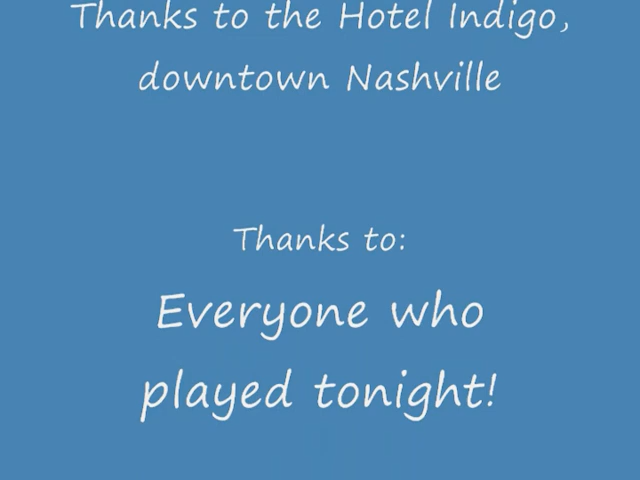 Thanks to the Hotel Indigo,
downtown Nashville
Thanks to:
Everyone who
played tonight!